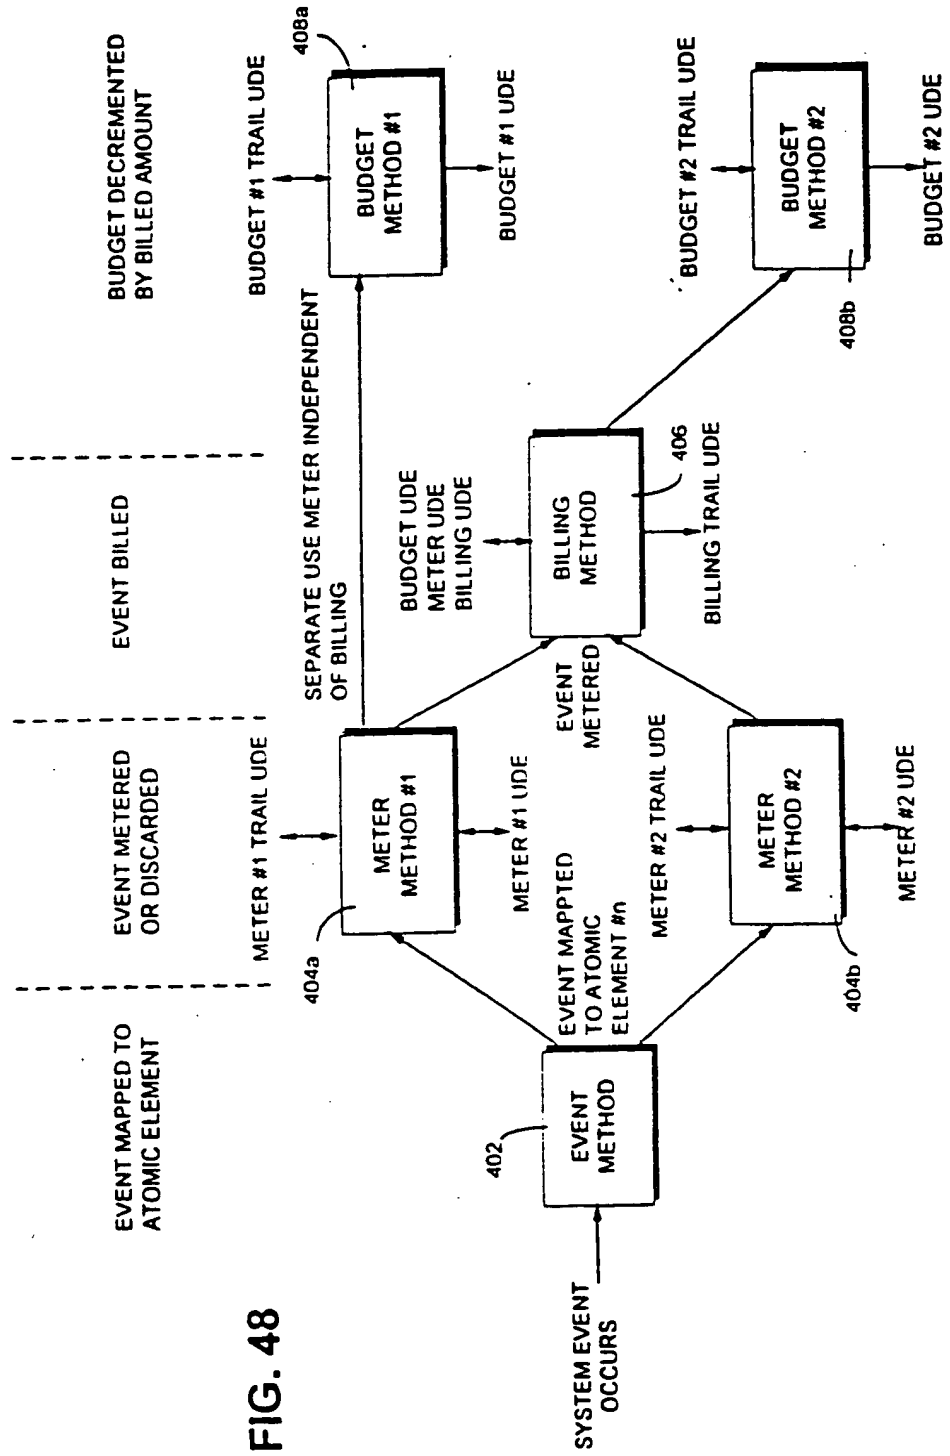 FIG. 48
EVENT MAPPED TO
ATOMIC ELEMENT
EVENT METERED
OR DISCARDED
EVENT BILLED
BUDGET DECREMENTED
BY BILLED AMOUNT
SYSTEM EVENT
OCCURS
402
EVENT
METHOD
EVENT MAPPTED
TO ATOMIC
ELEMENT #n
METER #1 TRAIL UDE
404a
METER
METHOD #1
METER #1 UDE
METER #2 TRAIL UDE
METER
METHOD #2
404b
METER #2 UDE
SEPARATE USE METER INDEPENDENT
OF BILLING
EVENT
METERED
BUDGET UDE
METER UDE
BILLING UDE
BILLING
METHOD
406
BILLING TRAIL UDE
BUDGET #1 TRAIL UDE
BUDGET
METHOD #1
408a
BUDGET #1 UDE
BUDGET #2 TRAIL UDE
BUDGET
METHOD #2
408b
BUDGET #2 UDE